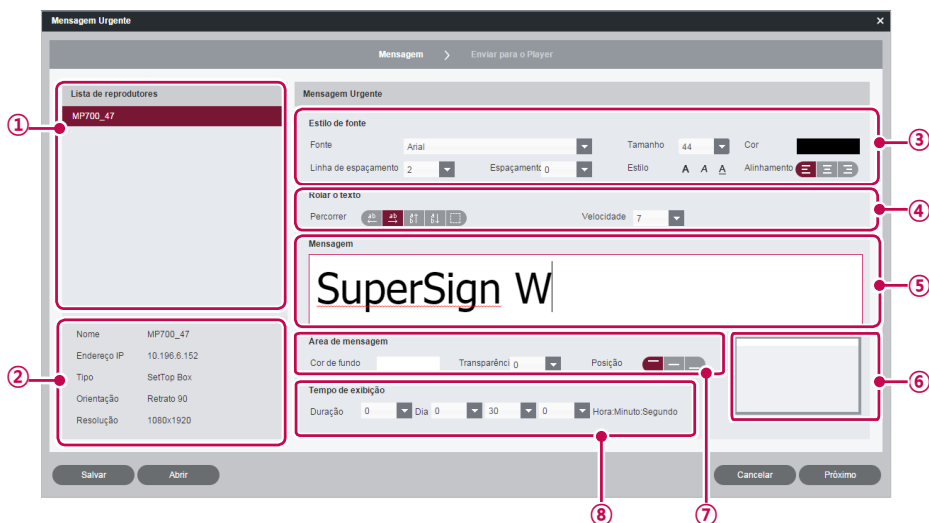 Mensagem Urgente ×
Mensagem > Enviar para o Player
Lista de reprodutores
MP700_47
①
Nome MP700_47
Endereço IP 10.196.6.152
Tipo SetTop Box
Orientação Retrato 90
Resolução 1080x1920
②
Mensagem Urgente
Estilo de fonte
Fonte Arial Tamanho 44 Cor
Linha de espaçamento 2 Espaçament 0 Estilo A A A Alinhamento
③
Rolar o texto
Percorrer ab ab Velocidade 7
④
Mensagem
SuperSign W
⑤
Area de mensagem
Cor de fundo Transparênci 0 Posição
⑥
⑦
Tempo de exibição
Duração 0 Dia 0 30 0 Hora:Minuto:Segundo
⑧
Salvar Abrir Cancelar Próximo